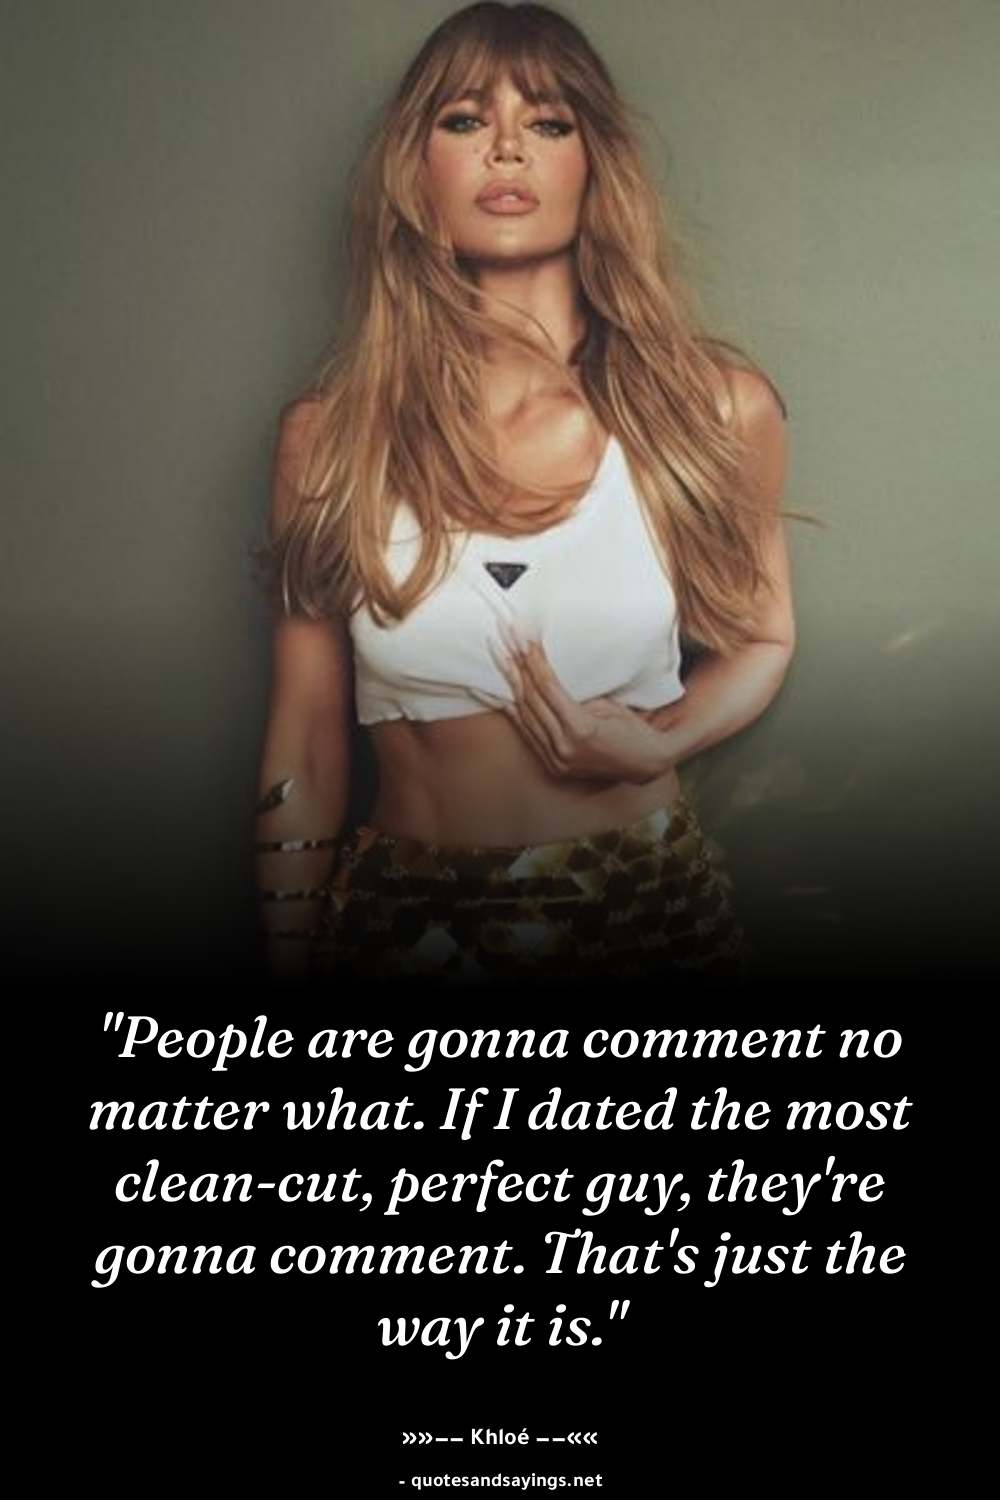 "People are gonna comment no
matter what. If I dated the most
clean-cut, perfect guy, they're
gonna comment. That's just the
way it is."
»»–– Khloé ––««
- quotesandsayings.net